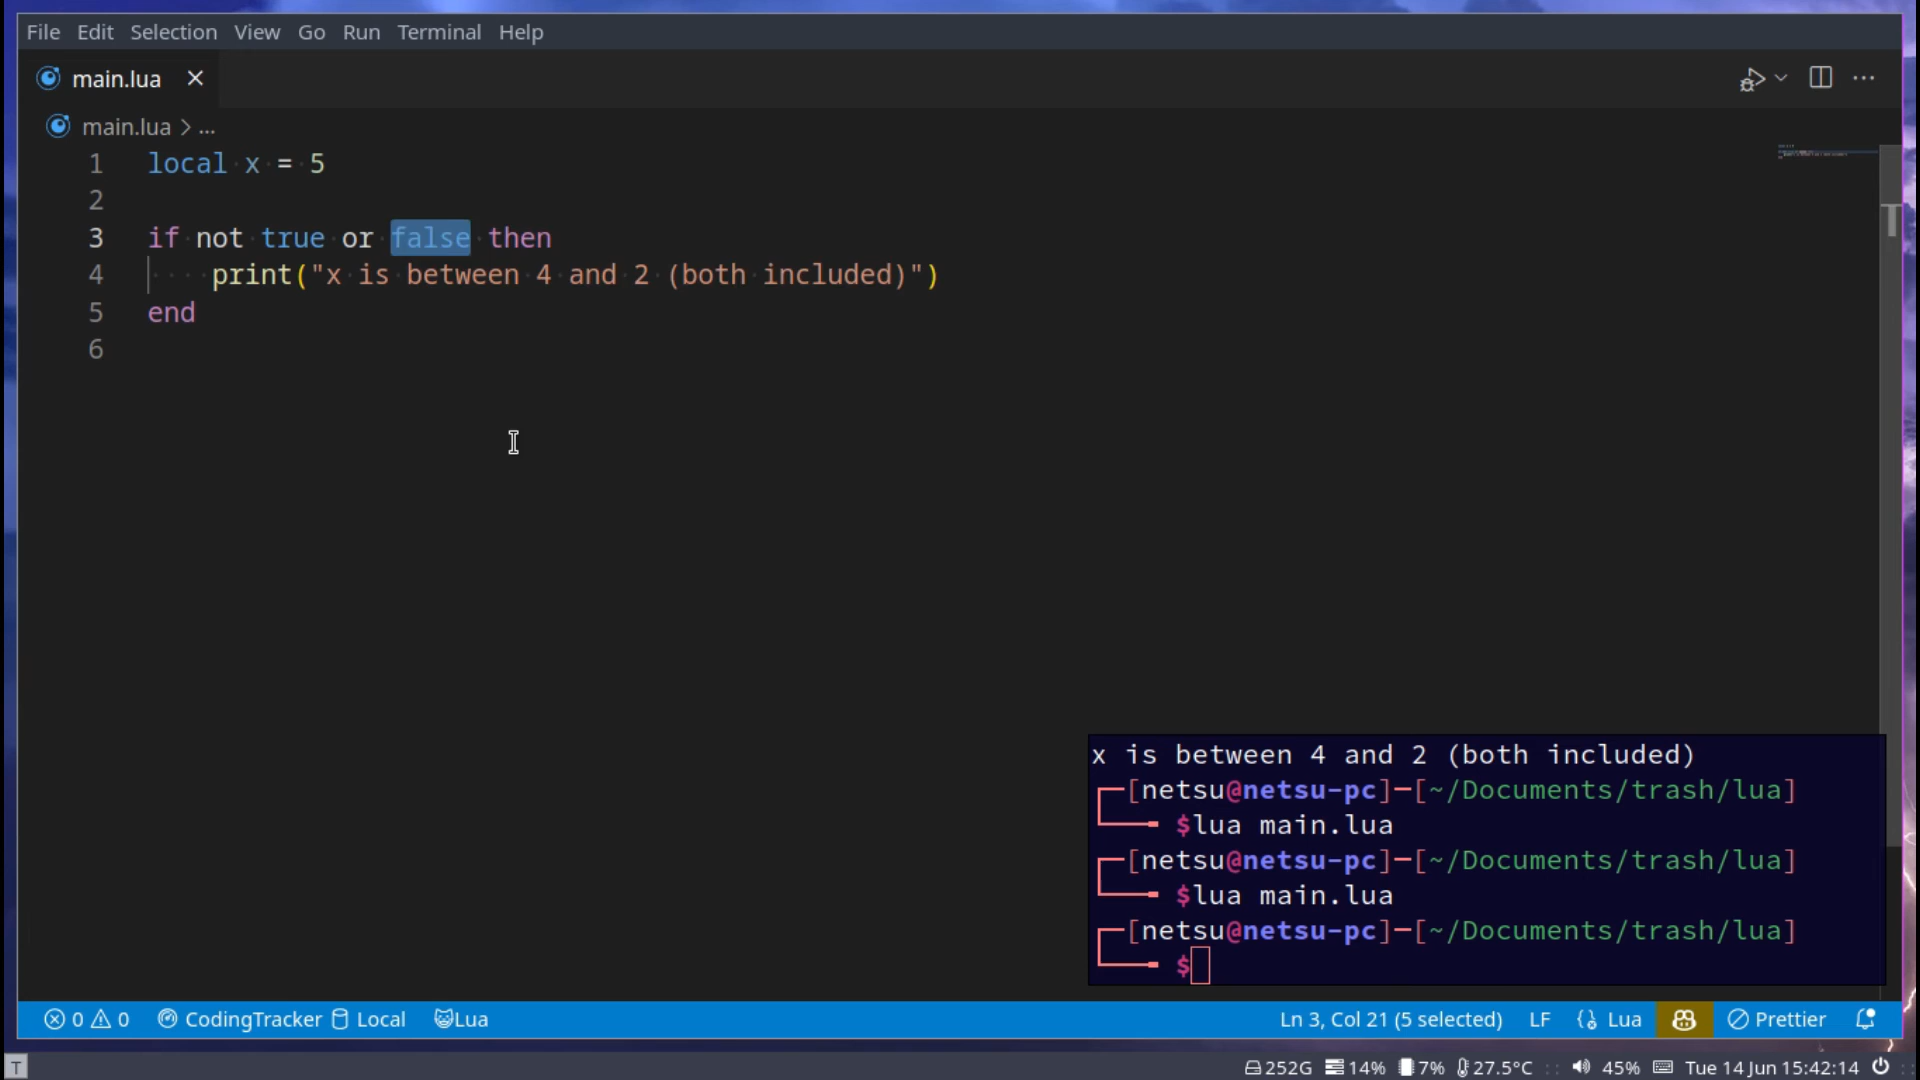 File Edit Selection View Go Run Terminal Help
main.lua
main.lua > ...
1 local x = 5
2
3 if not true or false then
4 print("x is between 4 and 2 (both included)")
5 end
6
x is between 4 and 2 (both included)
[netsu@netsu-pc]-[~/Documents/trash/lua]
$lua main.lua
[netsu@netsu-pc]-[~/Documents/trash/lua]
$lua main.lua
[netsu@netsu-pc]-[~/Documents/trash/lua]
$
0 0 CodingTracker Local Lua Ln 3, Col 21 (5 selected) LF Lua Prettier
T 252G 14% 7% 27.5°C 45% Tue 14 Jun 15:42:14